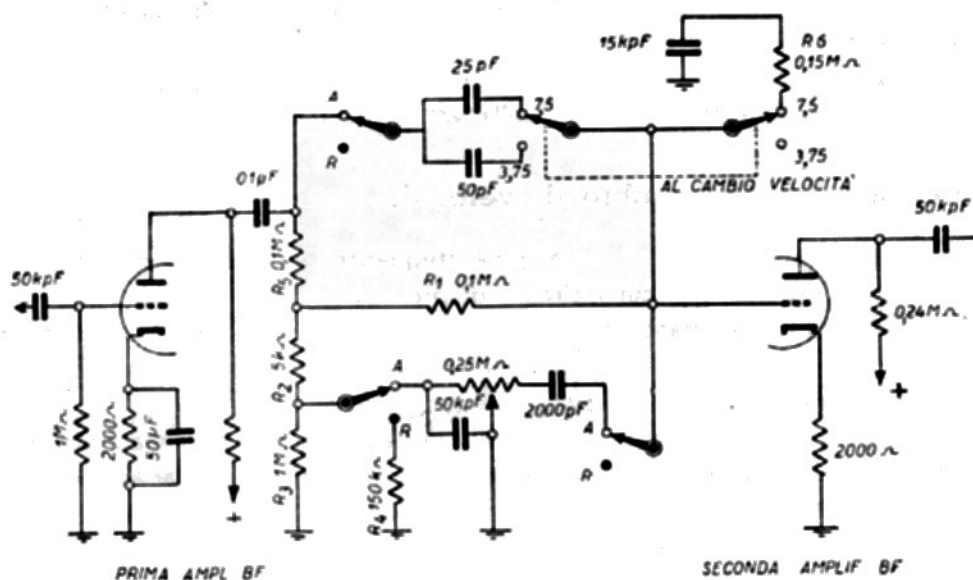 15kpF
R6
0,15MΩ
25pF
A
7,5
7,5
R
3,75
3,75
50pF
AL CAMBIO VELOCITÀ
01µF
50kpF
50kpF
R5 0,1MΩ
R1 0,1MΩ
0,24MΩ
R2 5kΩ
A
0,25MΩ
50kpF
2000pF
+
1MΩ
2000Ω
50µF
R
A
R3 1MΩ
R4 150kΩ
R
2000Ω
+
PRIMA AMPL BF
SECONDA AMPLIF BF